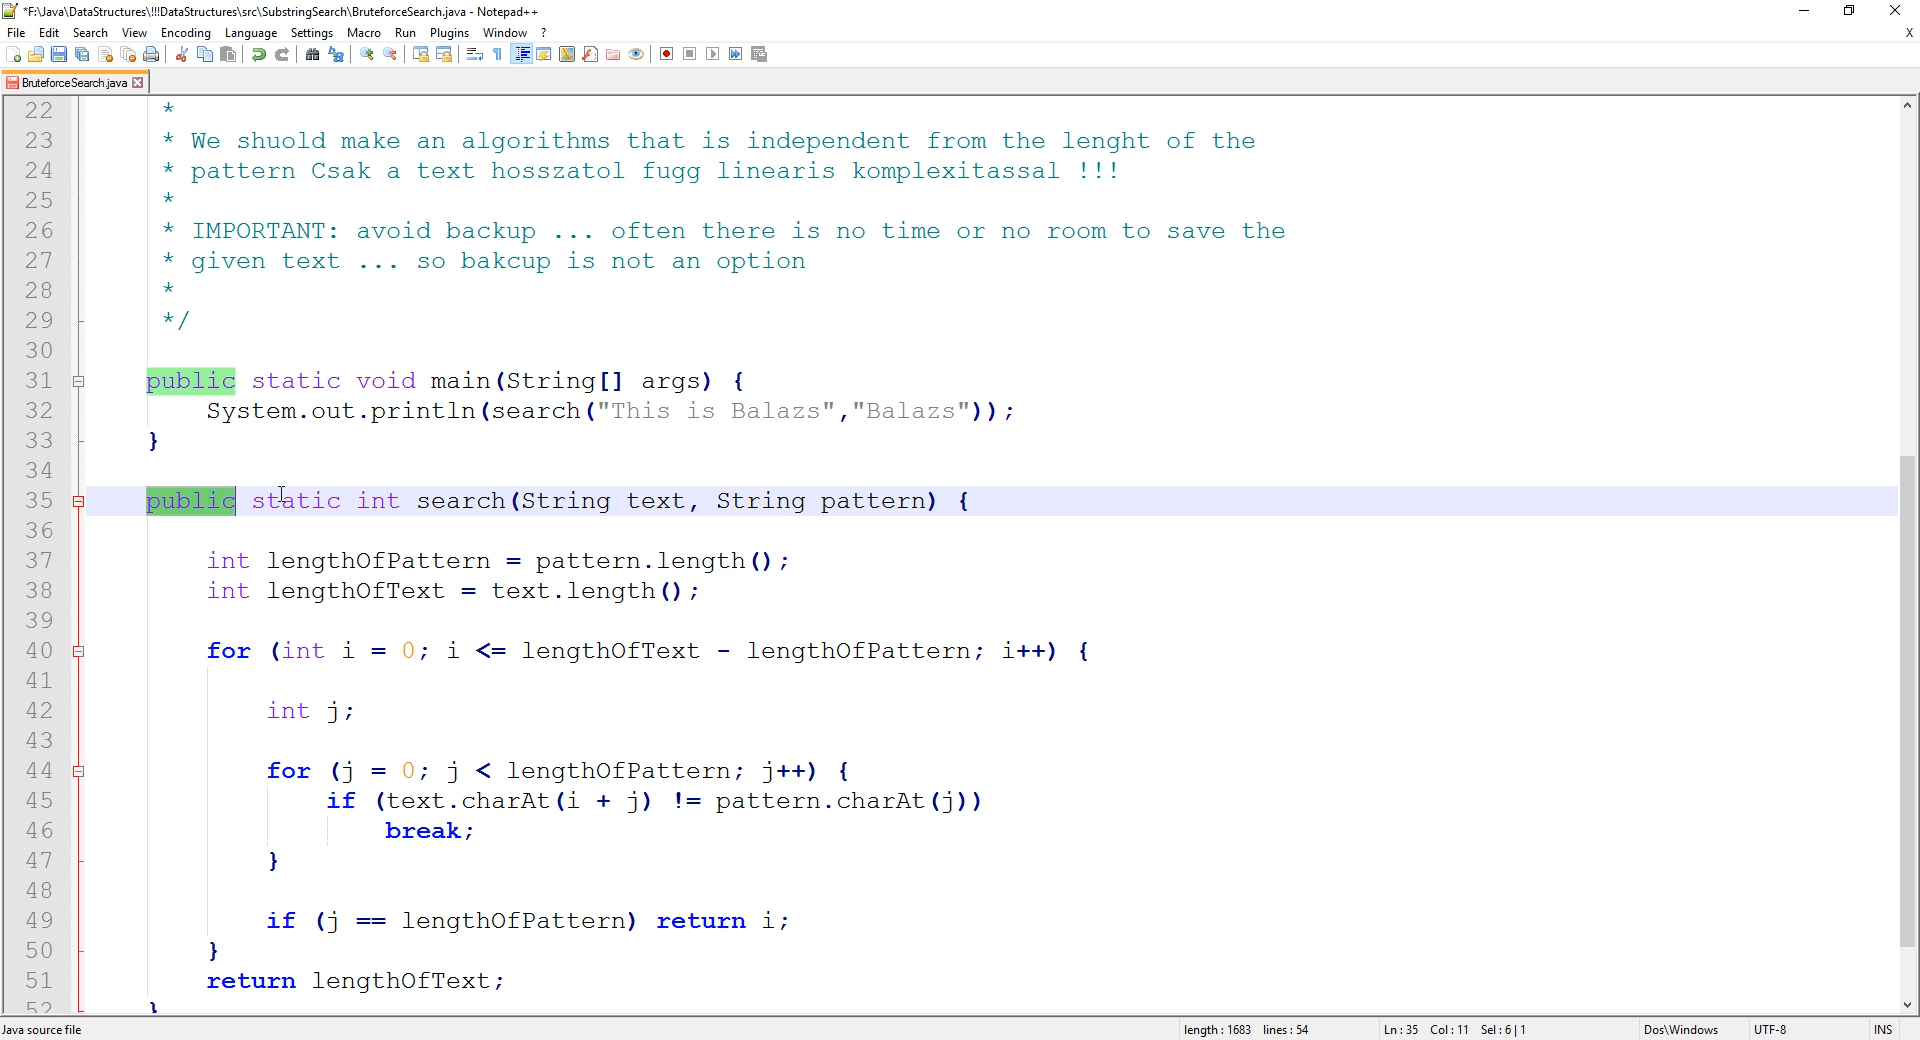 *F:\Java\DataStructures\!!!DataStructures\src\SubstringSearch\BruteforceSearch.java - Notepad++
File Edit Search View Encoding Language Settings Macro Run Plugins Window ? X
BruteforceSearch.java
22 *
23 * We shuold make an algorithms that is independent from the lenght of the
24 * pattern Csak a text hosszatol fugg linearis komplexitassal !!!
25 *
26 * IMPORTANT: avoid backup ... often there is no time or no room to save the
27 * given text ... so bakcup is not an option
28 *
29 */
30
31 public static void main(String[] args) {
32 System.out.println(search("This is Balazs","Balazs"));
33 }
34
35 public static int search(String text, String pattern) {
36
37 int lengthOfPattern = pattern.length();
38 int lengthOfText = text.length();
39
40 for (int i = 0; i <= lengthOfText - lengthOfPattern; i++) {
41
42 int j;
43
44 for (j = 0; j < lengthOfPattern; j++) {
45 if (text.charAt(i + j) != pattern.charAt(j))
46 break;
47 }
48
49 if (j == lengthOfPattern) return i;
50 }
51 return lengthOfText;
52 }
Java source file length : 1683 lines : 54 Ln : 35 Col : 11 Sel : 6 | 1 Dos\Windows UTF-8 INS